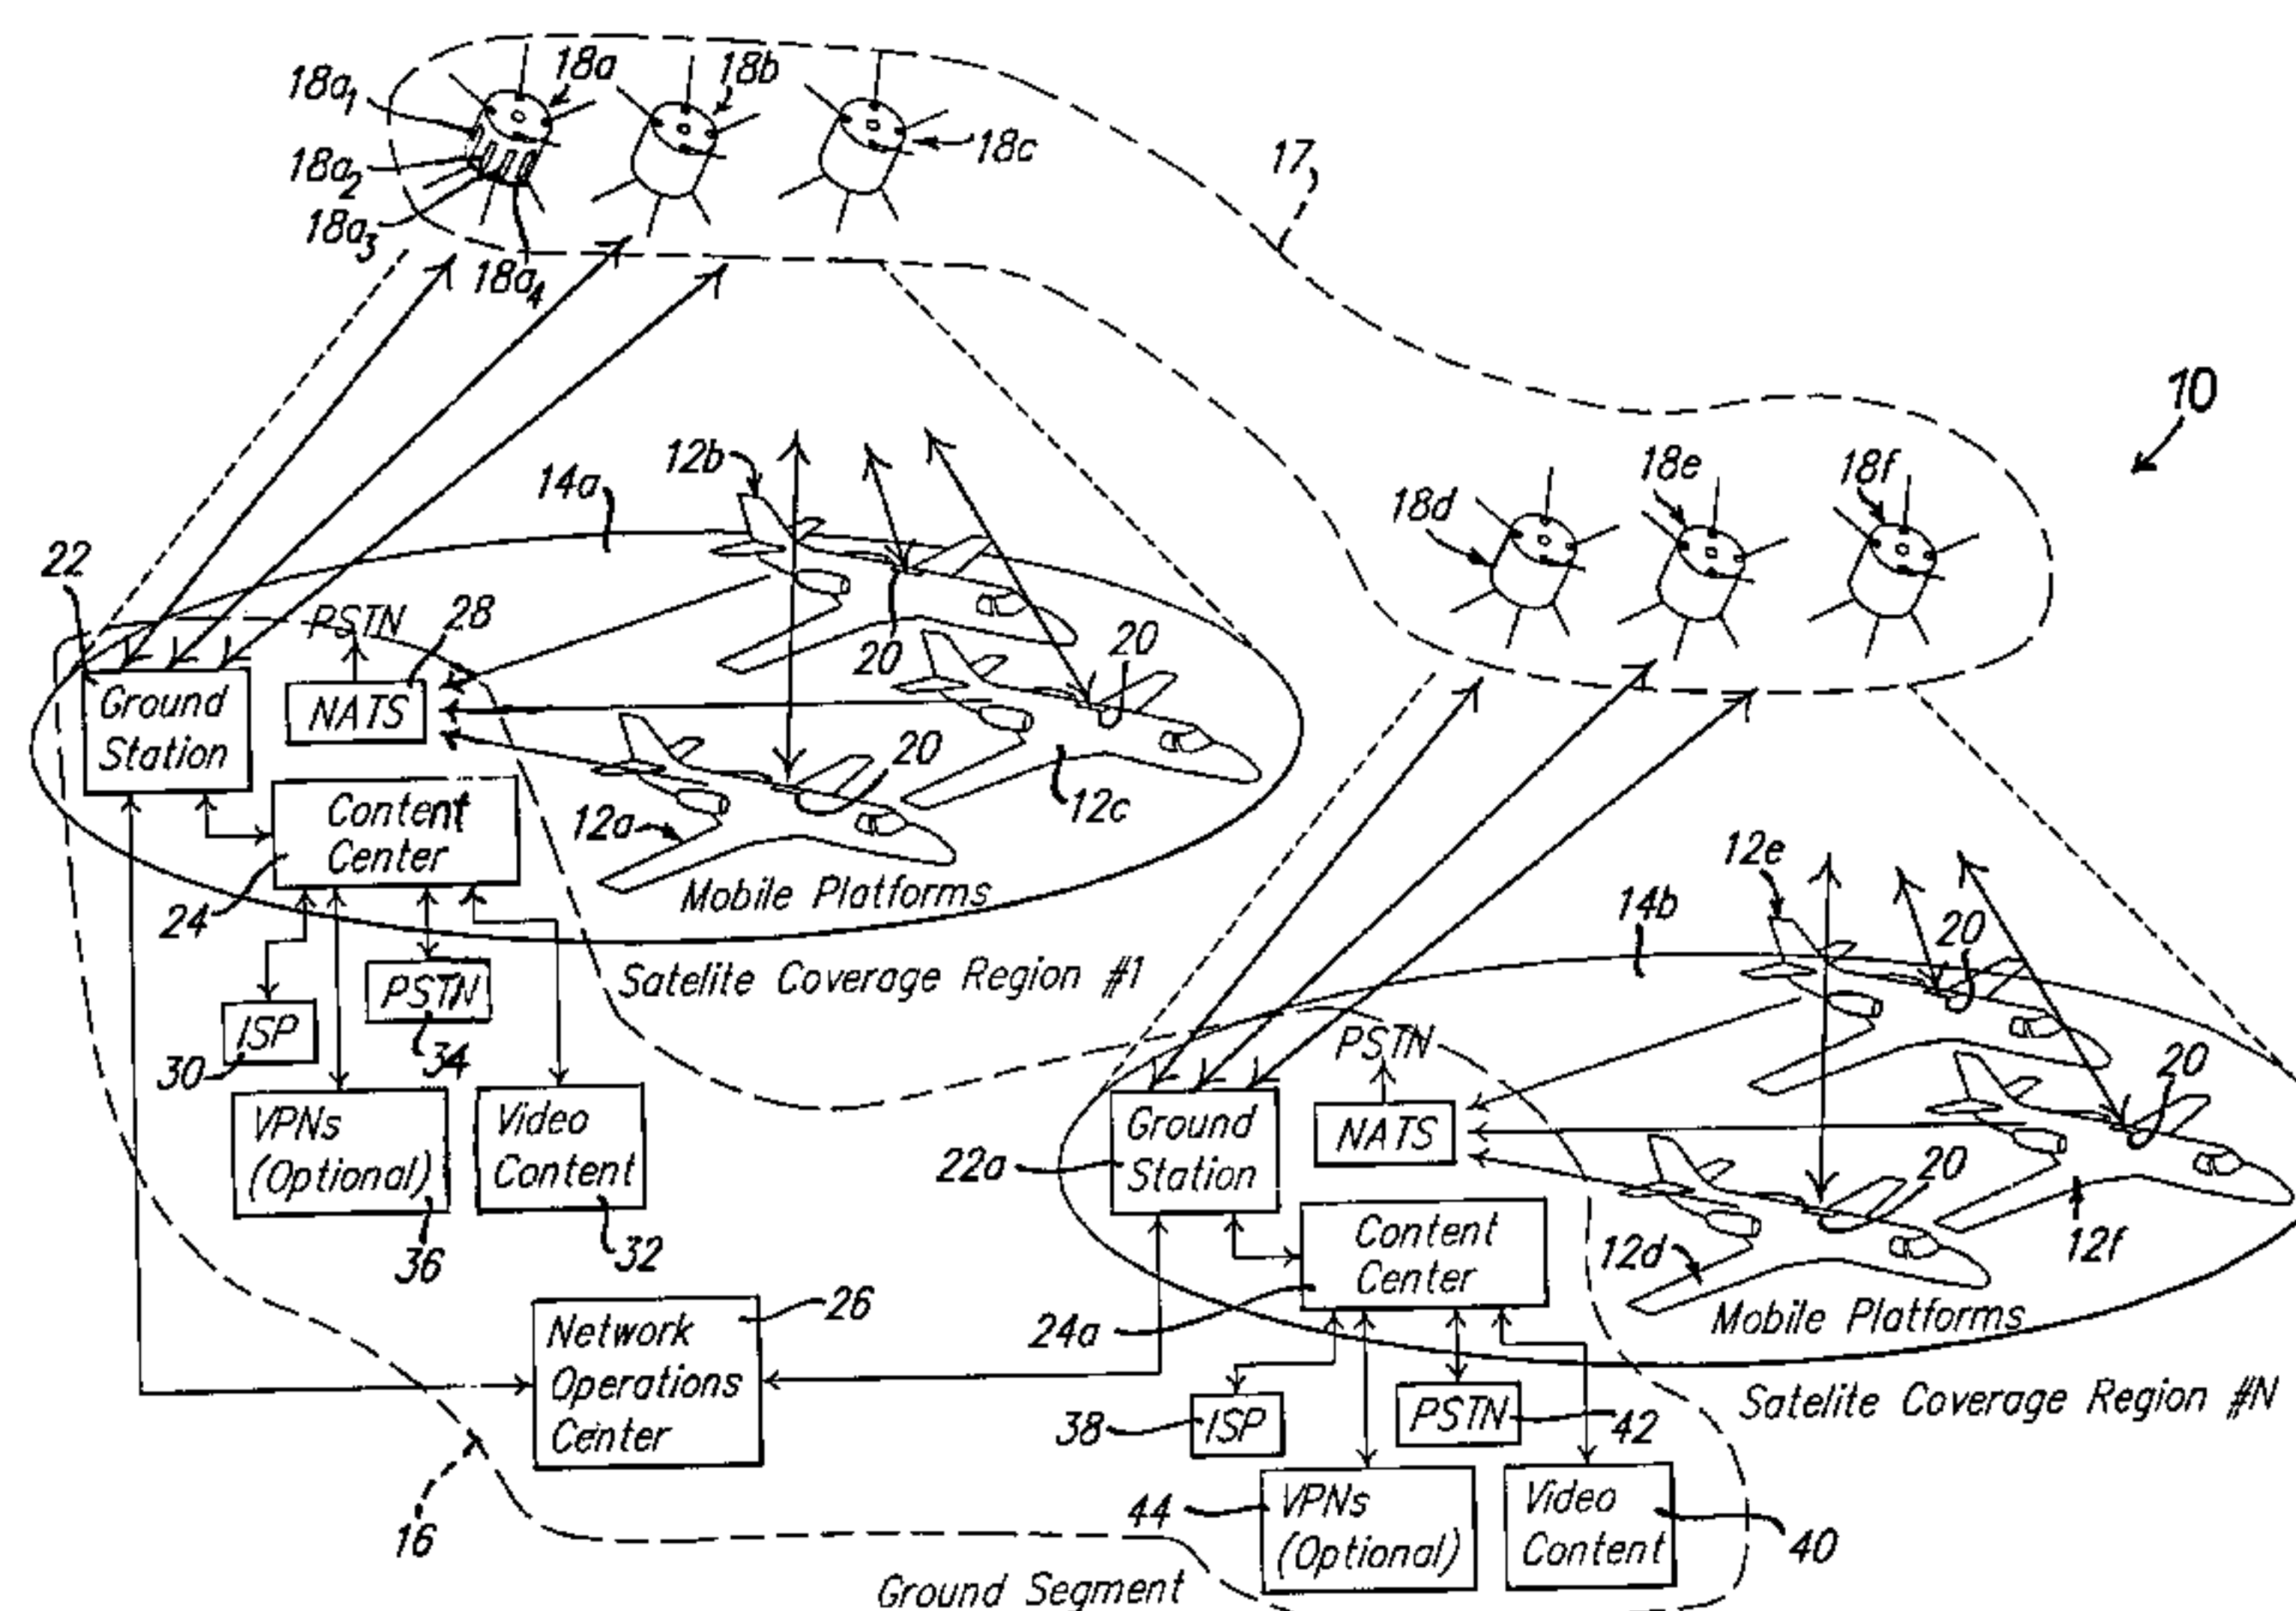 18a1
18a
18b
18a2
18c
18a3
18a4
17
10
18d
18e
18f
12b
14a
22
PSTN
28
20
20
Ground
Station
NATS
20
Content
Center
12a
12c
24
Mobile Platforms
Satelite Coverage Region #1
ISP
30
PSTN
34
VPNs
(Optional)
36
Video
Content
32
12e
14b
20
PSTN
20
Ground
Station
22a
NATS
20
Content
Center
12d
12f
24a
Mobile Platforms
Satelite Coverage Region #N
Network
Operations
Center
26
38
ISP
PSTN
42
16
44
VPNs
(Optional)
Video
Content
40
Ground Segment